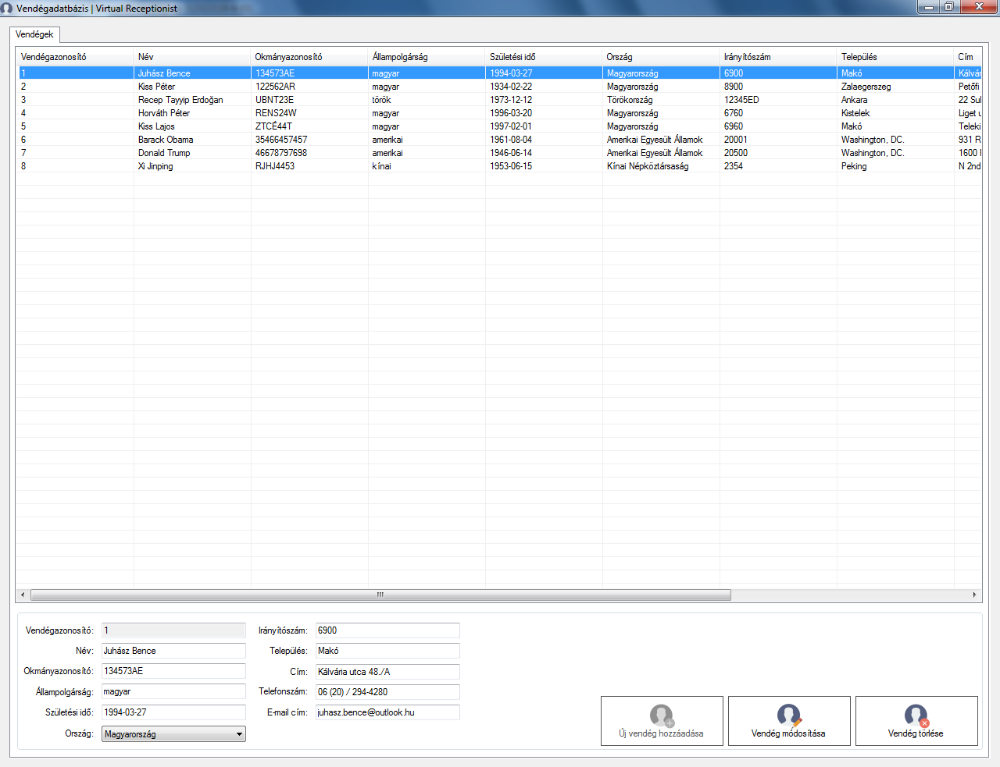 Vendégadatbázis | Virtual Receptionist
Vendégek
Vendégazonosító Név Okmányazonosító Állampolgárság Születési idő Ország Irányítószám Település Cím
1 Juhász Bence 134573AE magyar 1994-03-27 Magyarország 6900 Makó Kálvár
2 Kiss Péter 122562AR magyar 1934-02-22 Magyarország 8900 Zalaegerszeg Petőfi
3 Recep Tayyip Erdoğan UBNT23E török 1973-12-12 Törökország 12345ED Ankara 22 Sul
4 Horváth Péter RENS24W magyar 1996-03-20 Magyarország 6760 Kistelek Liget u
5 Kiss Lajos ZTCÉ44T magyar 1997-02-01 Magyarország 6960 Makó Teleki
6 Barack Obama 35466457457 amerikai 1961-08-04 Amerikai Egyesült Államok 20001 Washington, DC. 931 R
7 Donald Trump 46678797698 amerikai 1946-06-14 Amerikai Egyesült Államok 20500 Washington, DC. 1600
8 Xi Jinping RJHJ4453 kínai 1953-06-15 Kínai Népköztársaság 2354 Peking N 2nd
Vendégazonosító: 1 Irányítószám: 6900
Név: Juhász Bence Település: Makó
Okmányazonosító: 134573AE Cím: Kálvária utca 48./A
Állampolgárság: magyar Telefonszám: 06 (20) / 294-4280
Születési idő: 1994-03-27 E-mail cím: juhasz.bence@outlook.hu
Ország: Magyarország
Új vendég hozzáadása Vendég módosítása Vendég törlése